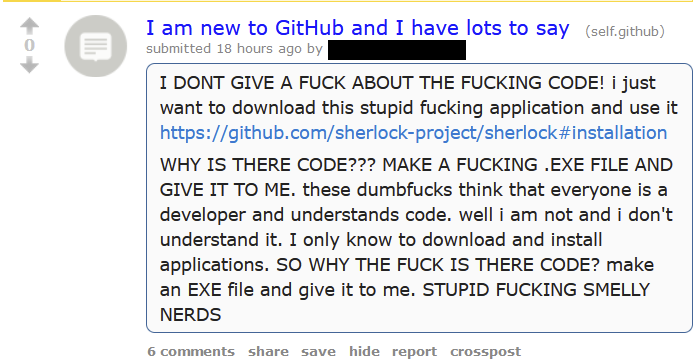 I am new to GitHub and I have lots to say (self.github)
0
submitted 18 hours ago by
I DONT GIVE A FUCK ABOUT THE FUCKING CODE! i just
want to download this stupid fucking application and use it
https://github.com/sherlock-project/sherlock#installation
WHY IS THERE CODE??? MAKE A FUCKING .EXE FILE AND
GIVE IT TO ME. these dumbfucks think that everyone is a
developer and understands code. well i am not and i don't
understand it. I only know to download and install
applications. SO WHY THE FUCK IS THERE CODE? make
an EXE file and give it to me. STUPID FUCKING SMELLY
NERDS
6 comments share save hide report crosspost